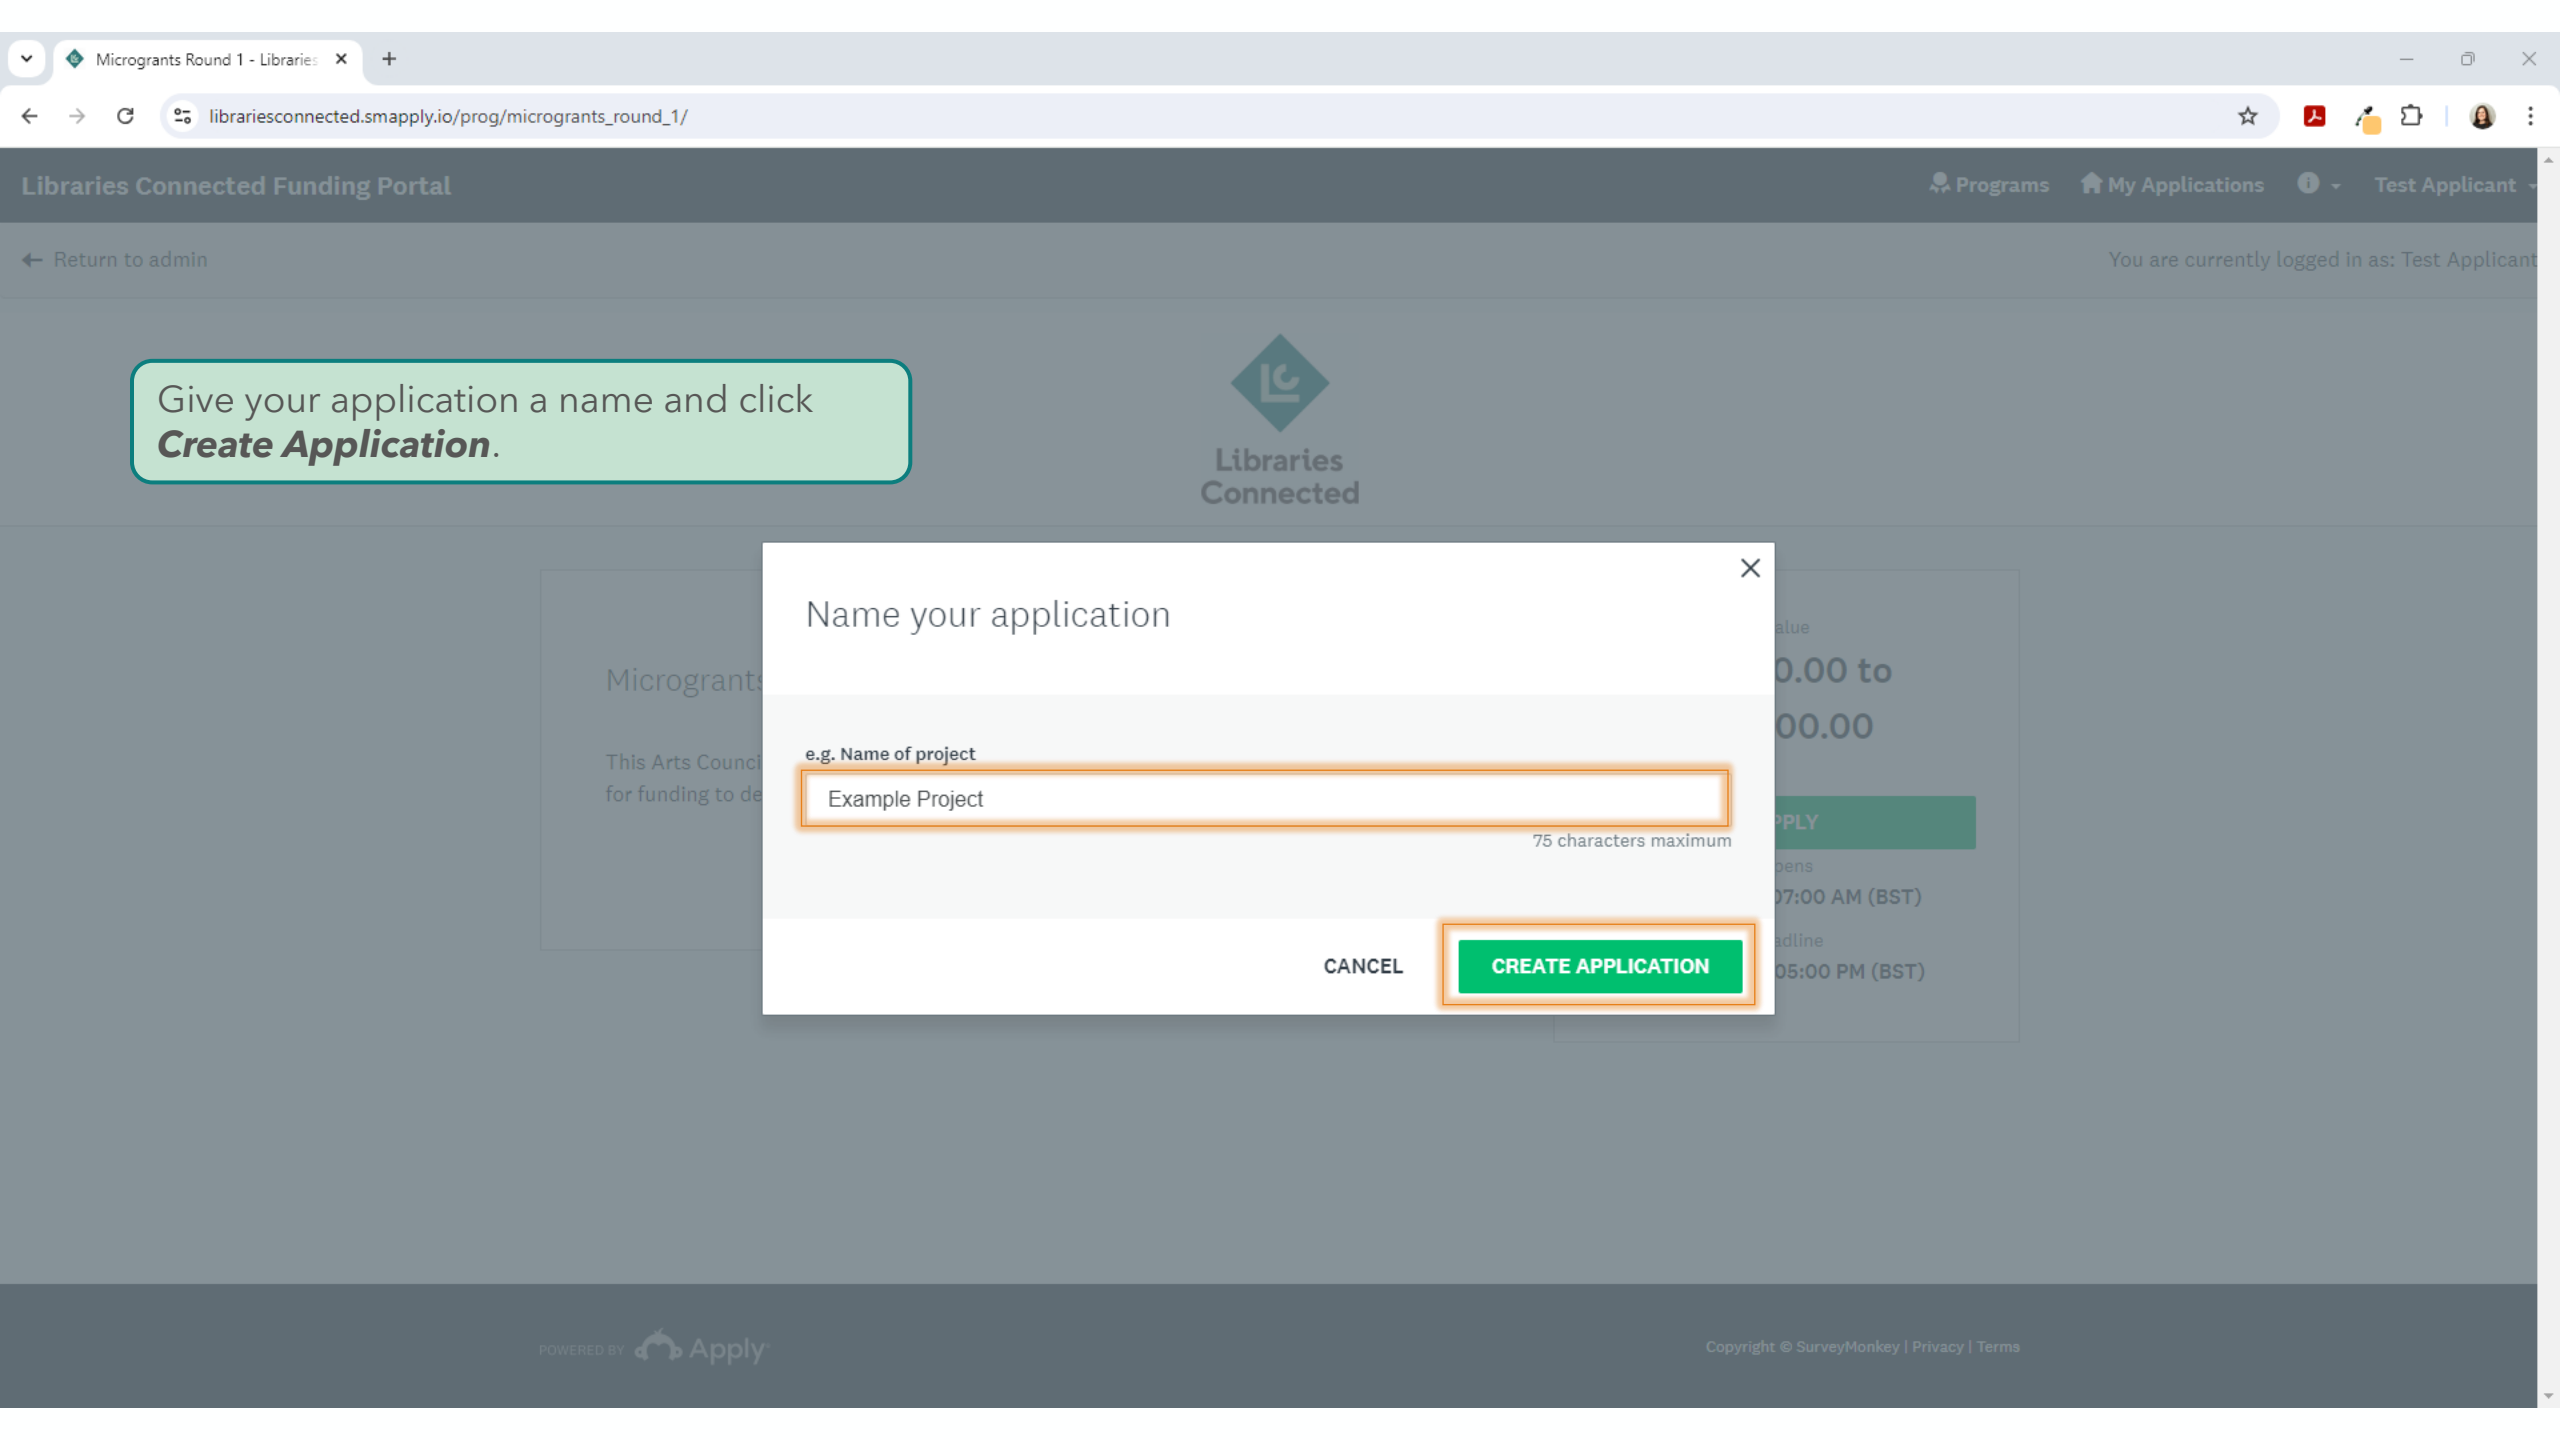 Microgrants Round 1 - Libraries
librariesconnected.smapply.io/prog/microgrants_round_1/
Libraries Connected Funding Portal
Programs
My Applications
Test Applicant
Return to admin
You are currently logged in as: Test Applicant
Give your application a name and click
Create Application.
Libraries
Connected
Name your application
Microgrants
This Arts Counci
for funding to de
alue
0.00 to
00.00
e.g. Name of project
Example Project
75 characters maximum
PPLY
pens
07:00 AM (BST)
adline
05:00 PM (BST)
CANCEL
CREATE APPLICATION
POWERED BY Apply
Copyright © SurveyMonkey | Privacy | Terms